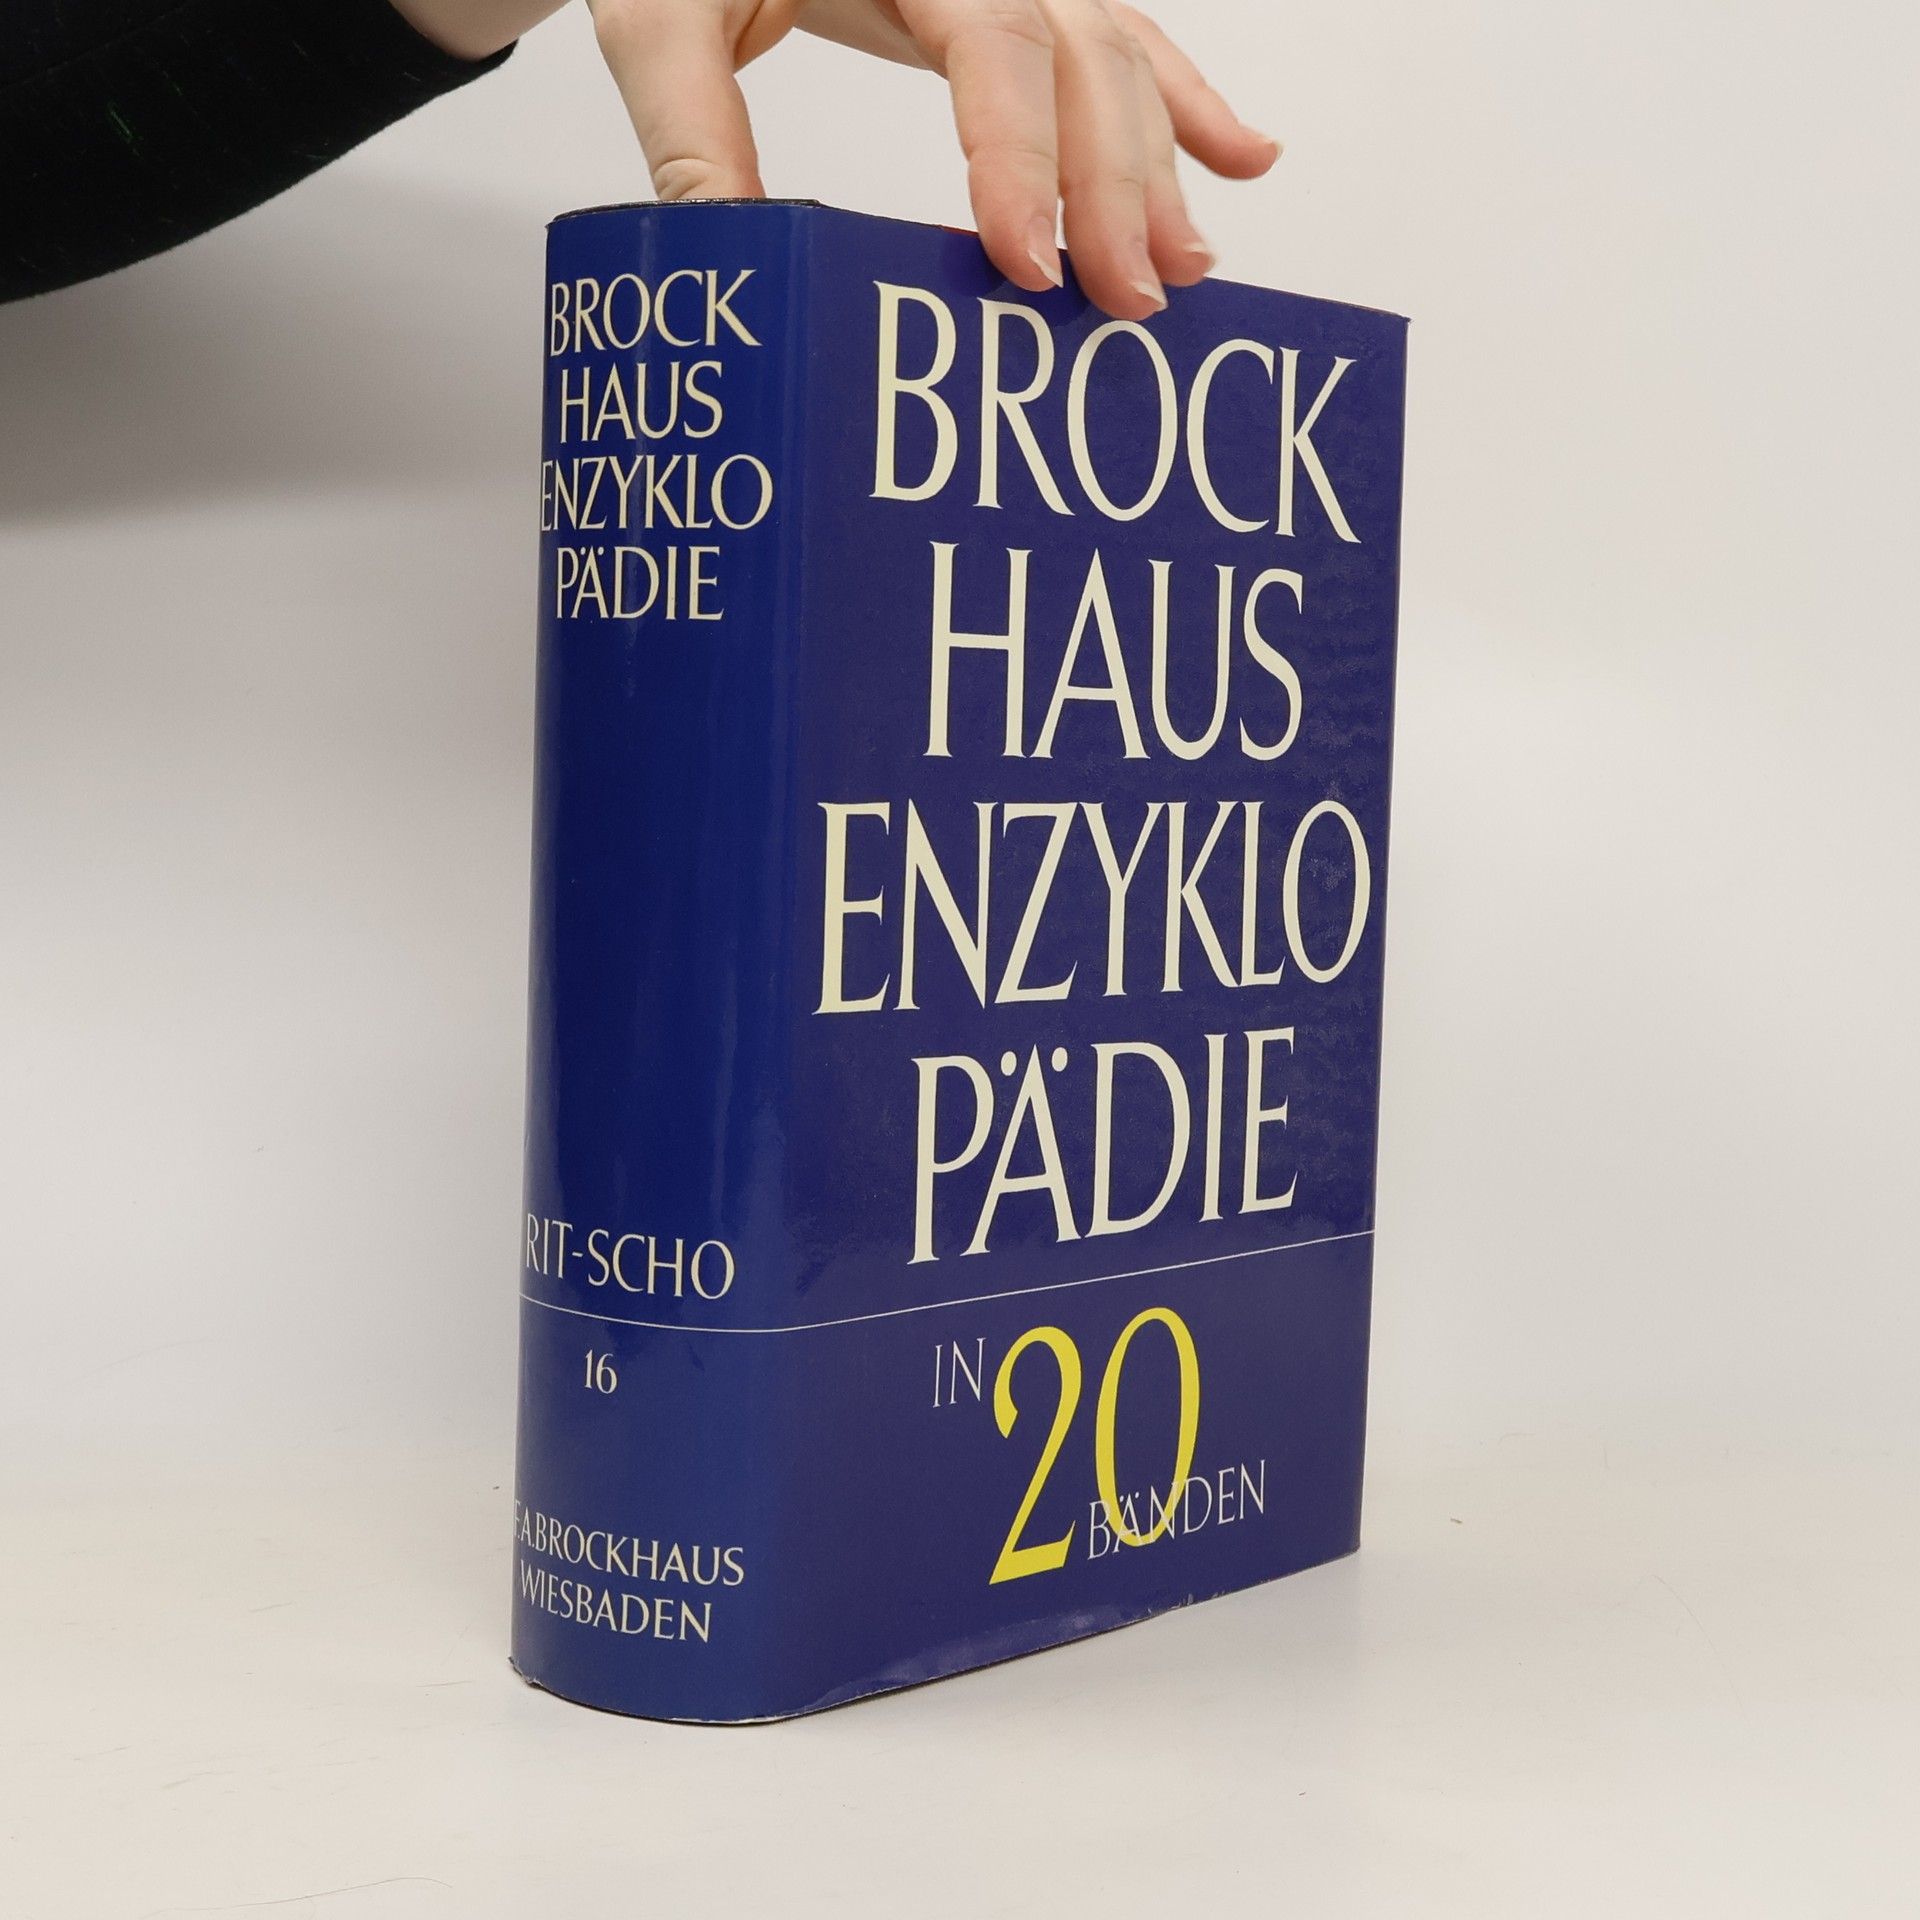 BROCK
HAUS
ENZYKLO
PÄDIE
RIT-SCHO
16
F.A.BROCKHAUS
WIESBADEN
BROCK
HAUS
ENZYKLO
PÄDIE
IN 20
BÄNDEN